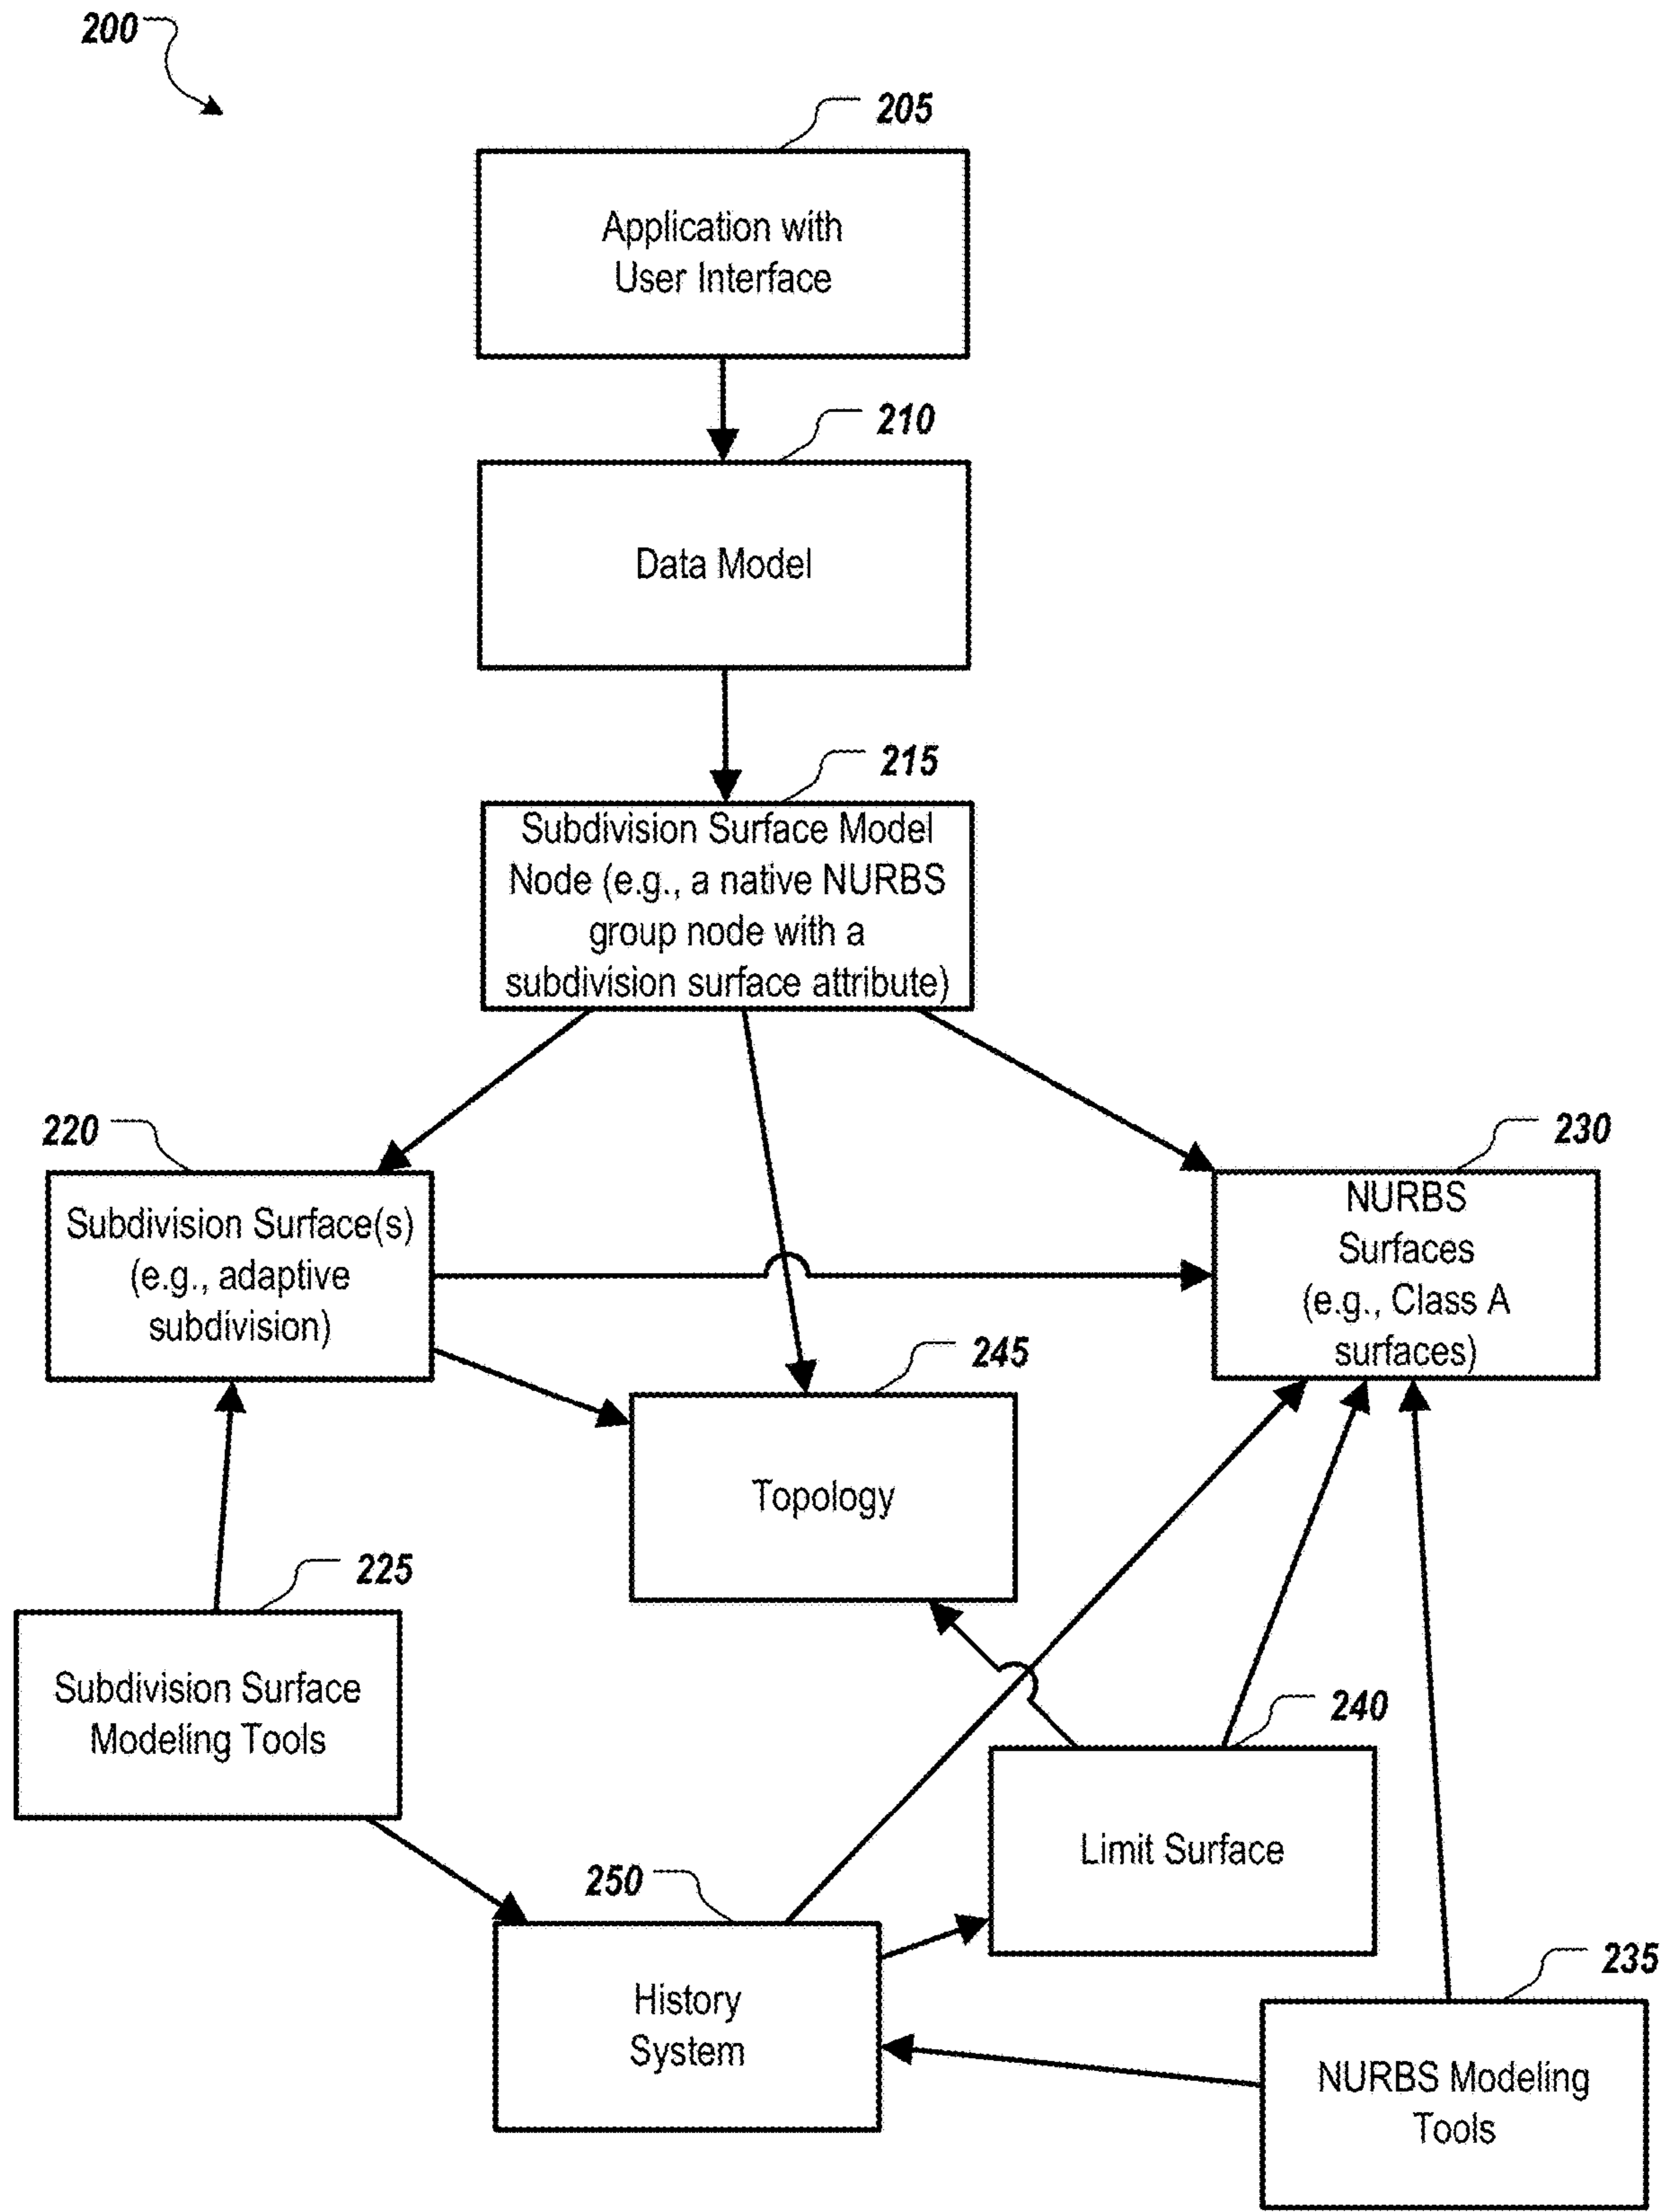 200
205
Application with
User Interface
210
Data Model
215
Subdivision Surface Model
Node (e.g., a native NURBS
group node with a
subdivision surface attribute)
220
Subdivision Surface(s)
(e.g., adaptive
subdivision)
230
NURBS
Surfaces
(e.g., Class A
surfaces)
245
Topology
225
Subdivision Surface
Modeling Tools
240
Limit Surface
250
History
System
235
NURBS Modeling
Tools